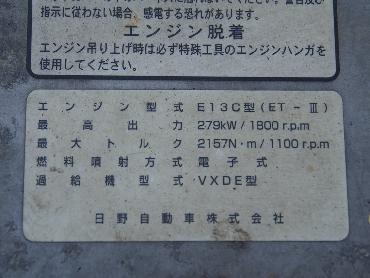 指示に従わない場合、感電する恐れがあります。
エンジン脱着
エンジン吊り上げ時は必ず特殊工具のエンジンハンガを
使用してください。
エンジン型式 E13C型(ET-Ⅲ)
最高出力 279kW/1800r.p.m
最大トルク 2157N·m/1100r.p.m
燃料噴射方式 電子式
過給機型式 VXDE型
日野自動車株式会社